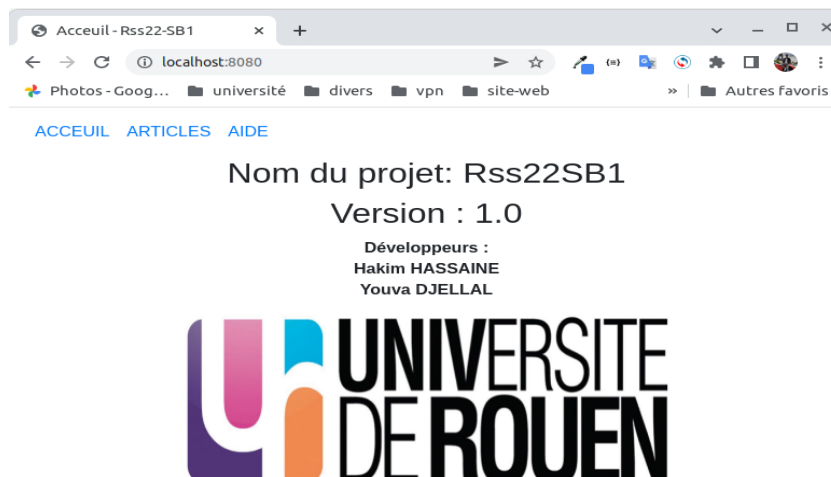 Acceuil - Rss22-SB1
localhost:8080
Photos - Goog... université divers vpn site-web » Autres favoris
ACCEUIL ARTICLES AIDE
Nom du projet: Rss22SB1
Version : 1.0
Développeurs :
Hakim HASSAINE
Youva DJELLAL
UNIVERSITE
DE ROUEN